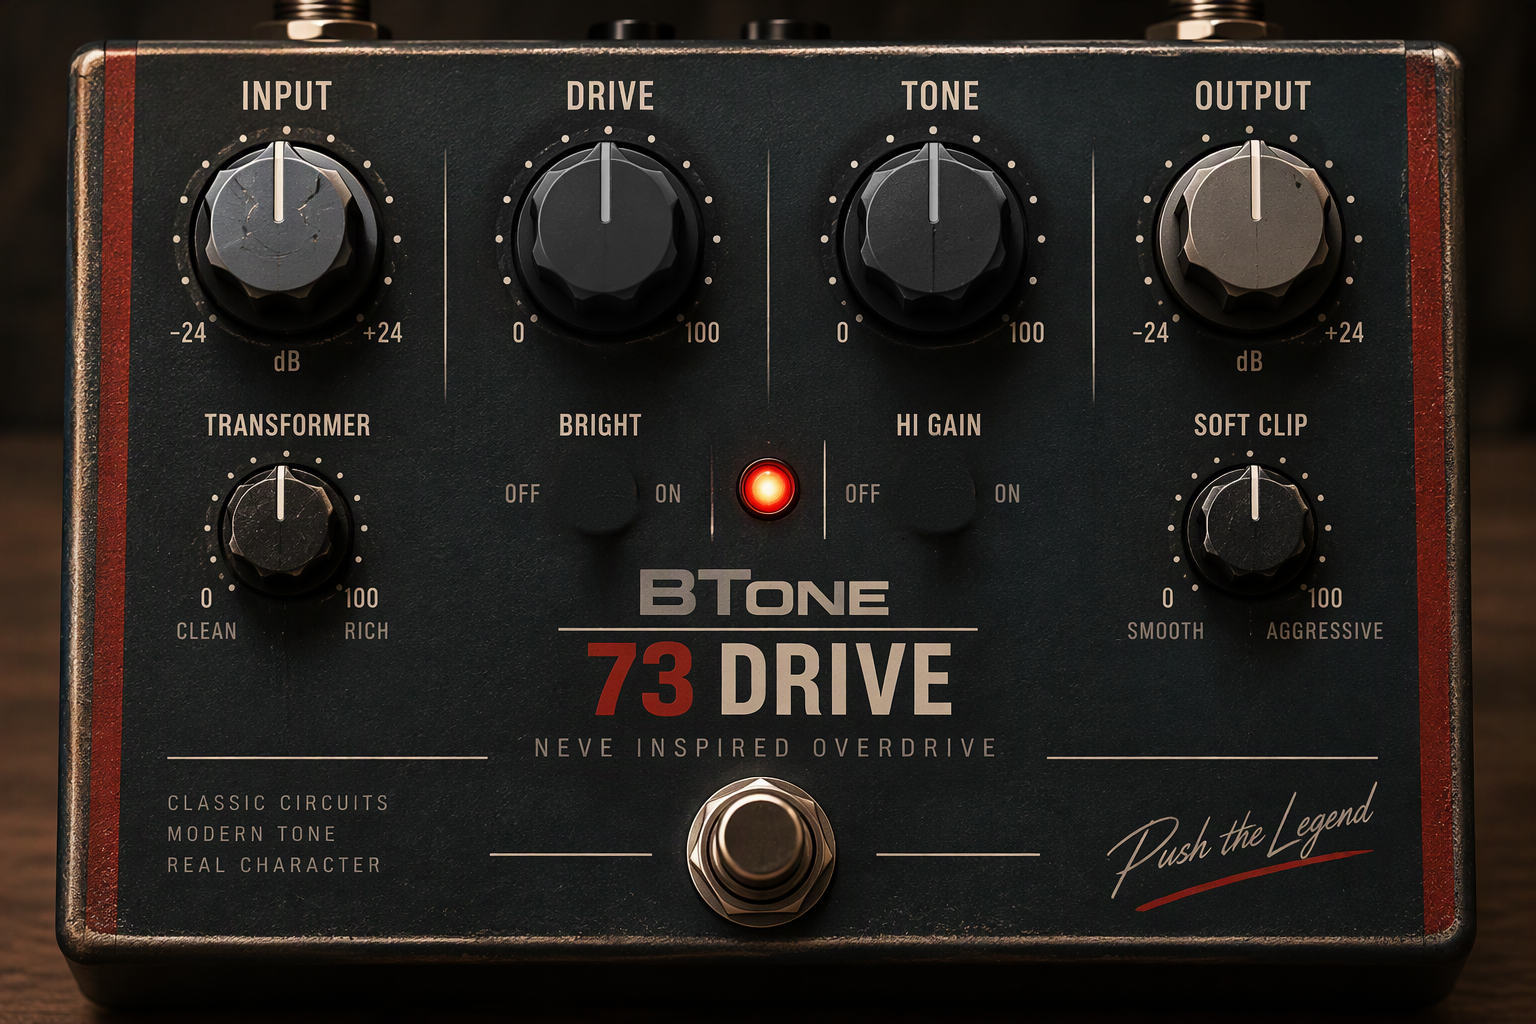 INPUT
DRIVE
TONE
OUTPUT
-24
+24
dB
0
100
0
100
-24
+24
dB
TRANSFORMER
BRIGHT
HI GAIN
SOFT CLIP
OFF
ON
OFF
ON
0
100
CLEAN
RICH
0
100
SMOOTH
AGGRESSIVE
BTONE
73 DRIVE
NEVE INSPIRED OVERDRIVE
CLASSIC CIRCUITS
MODERN TONE
REAL CHARACTER
Push the Legend